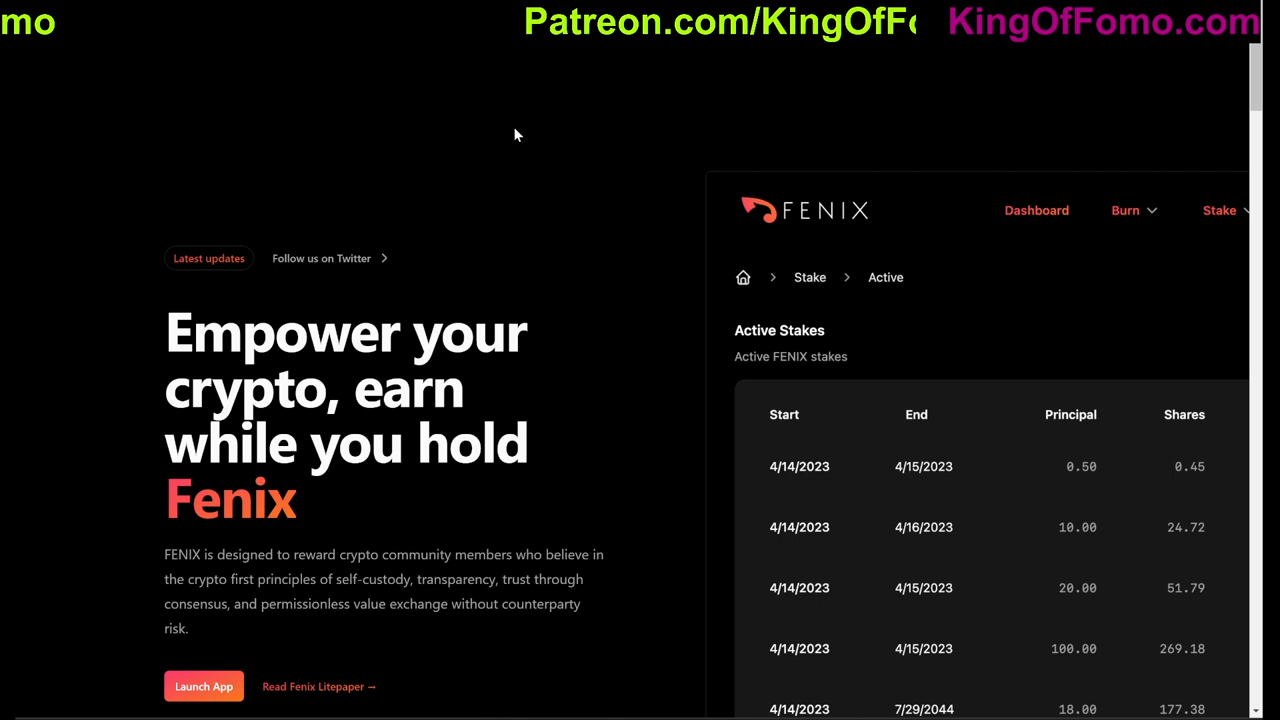 mo
Patreon.com/KingOfFo
KingOfFomo.com
FENIX
Dashboard
Burn
Stake
Stake
Active
Active Stakes
Active FENIX stakes
Start End Principal Shares
4/14/2023 4/15/2023 0.50 0.45
4/14/2023 4/16/2023 10.00 24.72
4/14/2023 4/15/2023 20.00 51.79
4/14/2023 4/15/2023 100.00 269.18
4/14/2023 7/29/2044 18.00 177.38
Latest updates
Follow us on Twitter
Empower your
crypto, earn
while you hold
Fenix
FENIX is designed to reward crypto community members who believe in
the crypto first principles of self-custody, transparency, trust through
consensus, and permissionless value exchange without counterparty
risk.
Launch App
Read Fenix Litepaper →